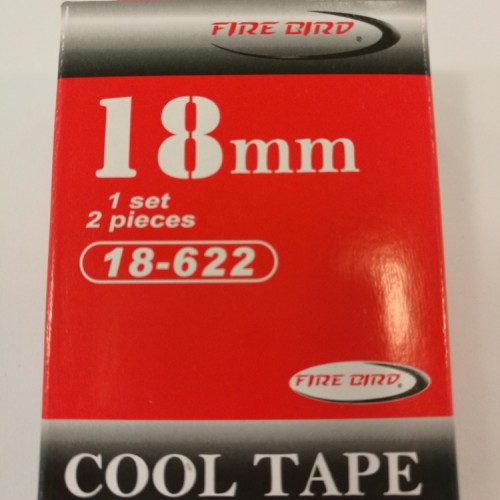 FIRE BIRD
18mm
1 set
2 pieces
18-622
FIRE BIRD®
COOL TAPE